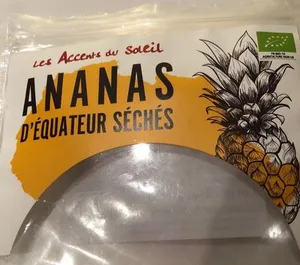 Les Accents du Soleil
ANANAS
D'ÉQUATEUR SÉCHÉS